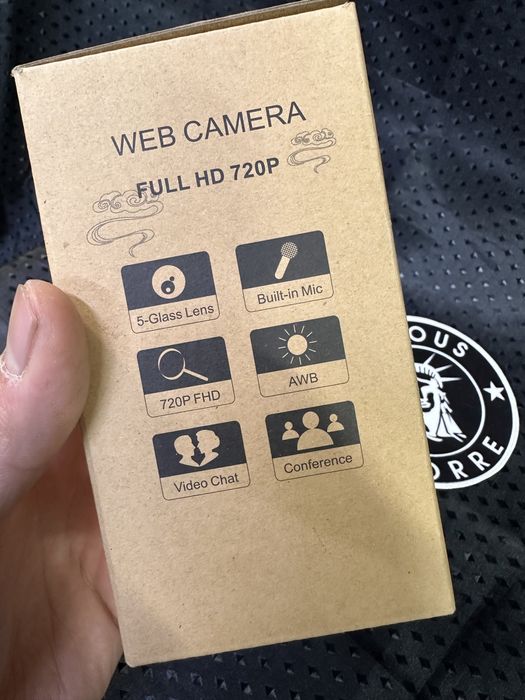 WEB CAMERA
FULL HD 720P
5-Glass Lens
Built-in Mic
720P FHD
AWB
Video Chat
Conference